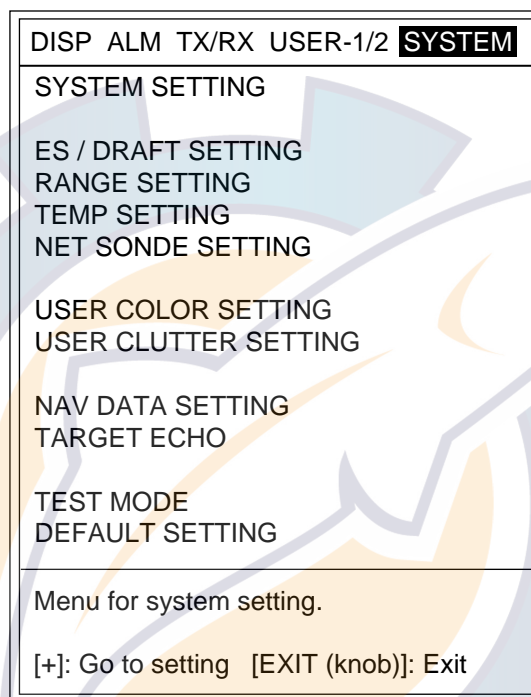 DISP ALM TX/RX USER-1/2 SYSTEM
SYSTEM SETTING
ES / DRAFT SETTING
RANGE SETTING
TEMP SETTING
NET SONDE SETTING
USER COLOR SETTING
USER CLUTTER SETTING
NAV DATA SETTING
TARGET ECHO
TEST MODE
DEFAULT SETTING
Menu for system setting.
[+]: Go to setting [EXIT (knob)]: Exit